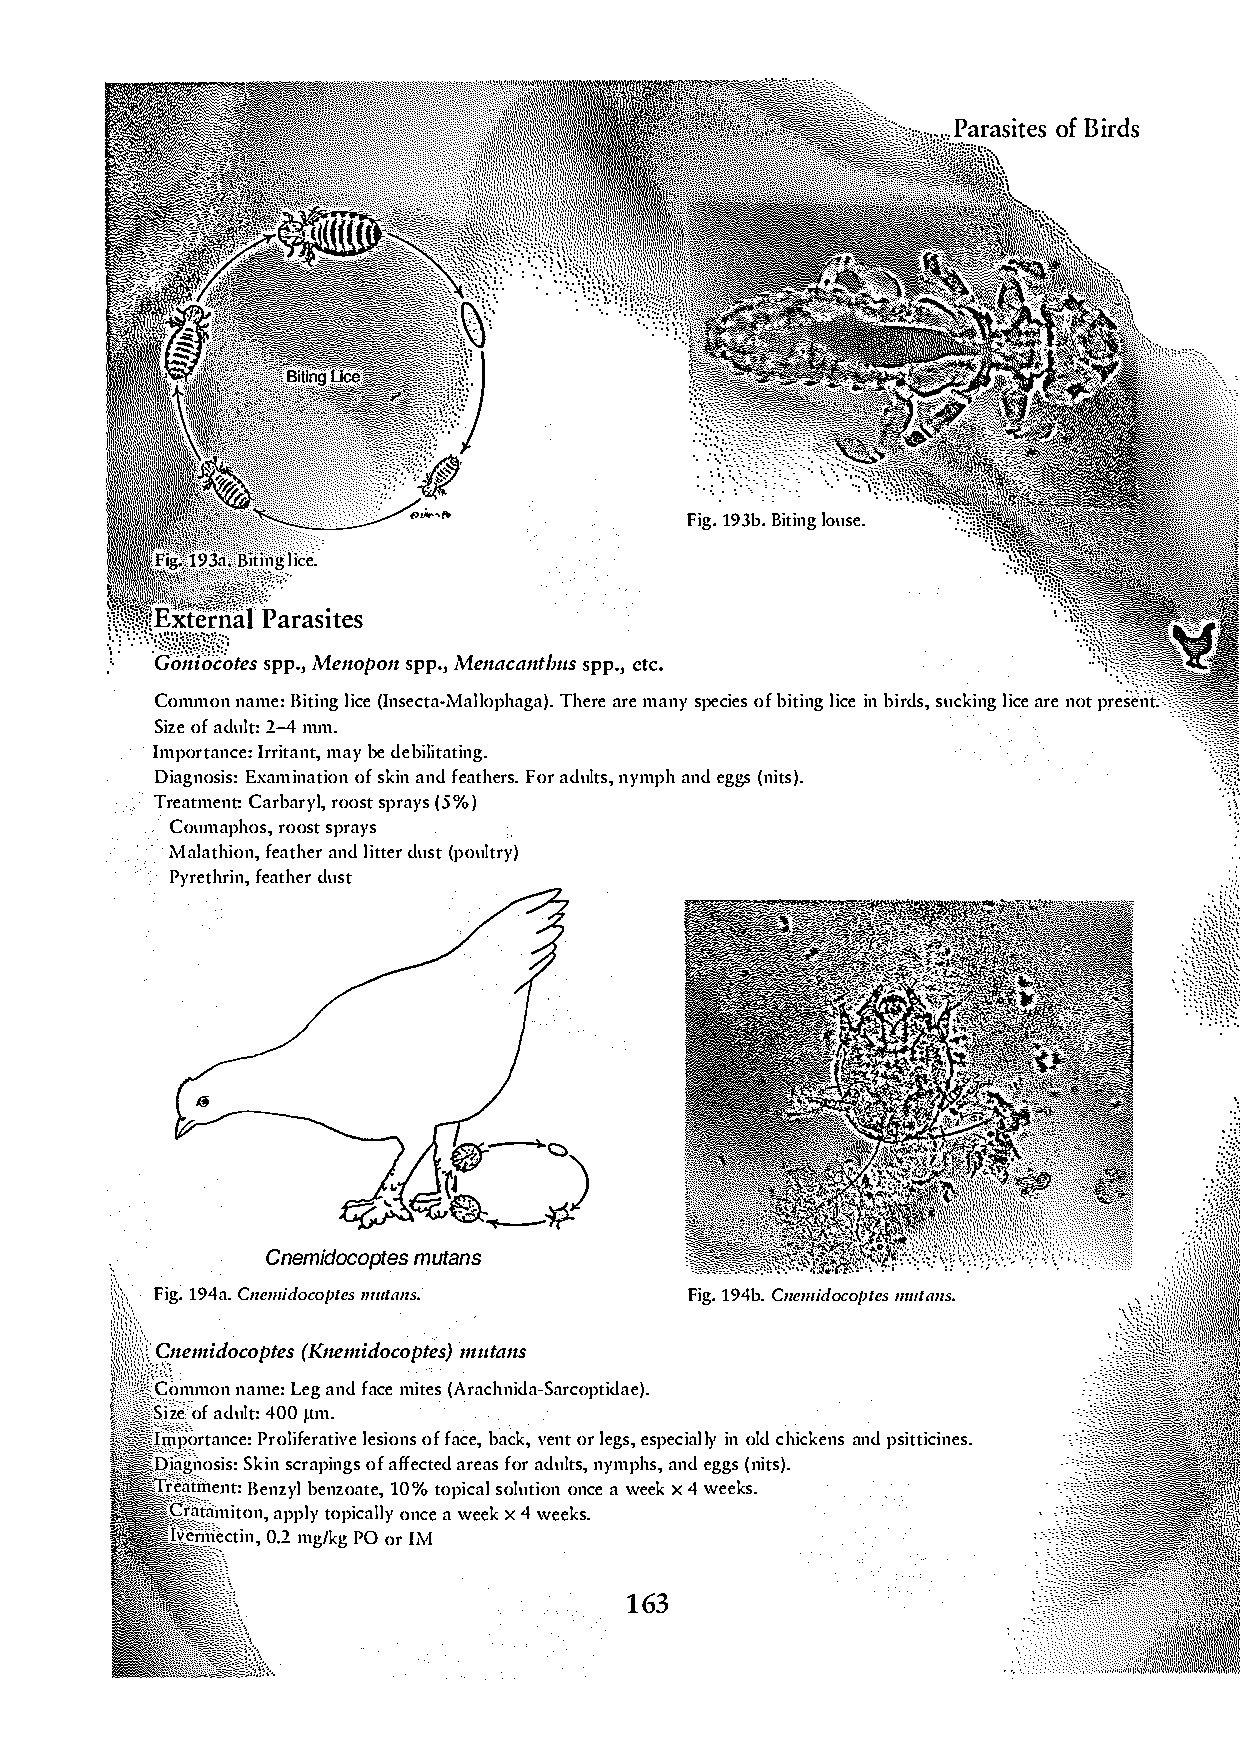 Parasites of Birds
Biting Lice
Fig. 193b. Biting louse.
Fig. 193a. Biting lice.
External Parasites
Goniocotes spp., Menopon spp., Menacanthus spp., etc.
Common name: Biting lice (Insecta-Mallophaga). There are many species of biting lice in birds, sucking lice are not present.
Size of adult: 2–4 mm.
Importance: Irritant, may be debilitating.
Diagnosis: Examination of skin and feathers. For adults, nymph and eggs (nits).
Treatment: Carbaryl, roost sprays (5%)
Coumaphos, roost sprays
Malathion, feather and litter dust (poultry)
Pyrethrin, feather dust
Cnemidocoptes mutans
Fig. 194a. Cnemidocoptes mutans.
Fig. 194b. Cnemidocoptes mutans.
Cnemidocoptes (Knemidocoptes) mutans
Common name: Leg and face mites (Arachnida-Sarcoptidae).
Size of adult: 400 µm.
Importance: Proliferative lesions of face, back, vent or legs, especially in old chickens and psitticines.
Diagnosis: Skin scrapings of affected areas for adults, nymphs, and eggs (nits).
Treatment: Benzyl benzoate, 10% topical solution once a week × 4 weeks.
Cratamiton, apply topically once a week × 4 weeks.
Ivermectin, 0.2 mg/kg PO or IM
163